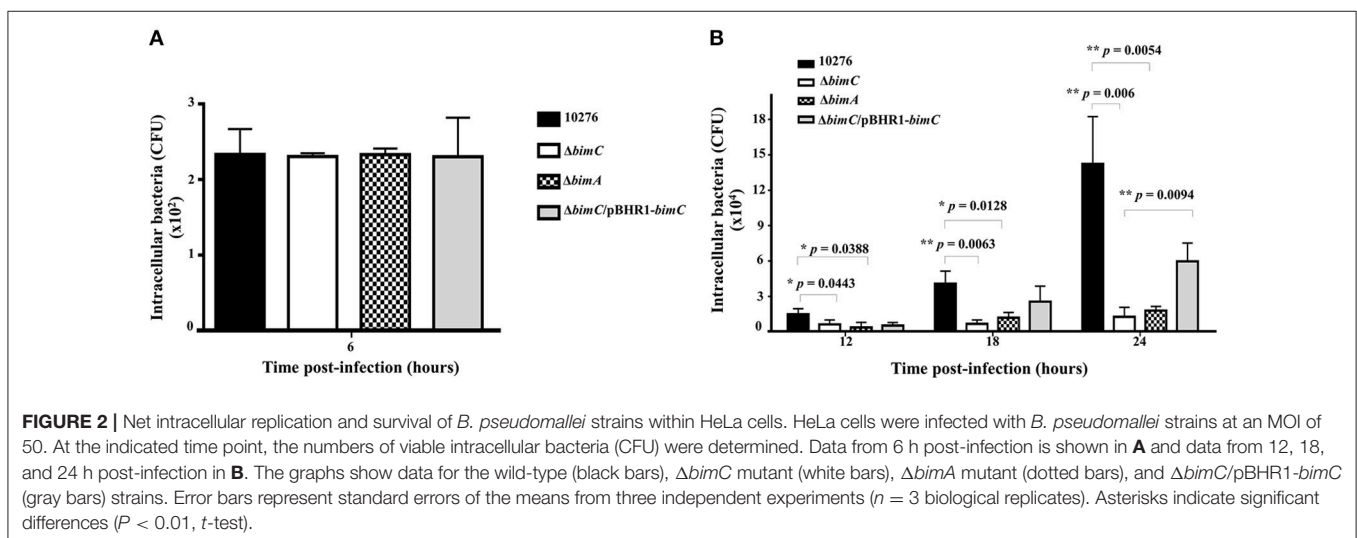 A
Intracellular bacteria (CFU)
(x10²)
3
2
1
0
6
Time post-infection (hours)
10276
ΔbimC
ΔbimA
ΔbimC/pBHR1-bimC
B
10276
ΔbimC
ΔbimA
ΔbimC/pBHR1-bimC
Intracellular bacteria (CFU)
(x10⁴)
18
15
12
9
6
3
0
* p = 0.0388
* p = 0.0443
* p = 0.0128
** p = 0.0063
** p = 0.0054
** p = 0.006
** p = 0.0094
12
18
24
Time post-infection (hours)
FIGURE 2 | Net intracellular replication and survival of B. pseudomallei strains within HeLa cells. HeLa cells were infected with B. pseudomallei strains at an MOI of
50. At the indicated time point, the numbers of viable intracellular bacteria (CFU) were determined. Data from 6 h post-infection is shown in A and data from 12, 18,
and 24 h post-infection in B. The graphs show data for the wild-type (black bars), ΔbimC mutant (white bars), ΔbimA mutant (dotted bars), and ΔbimC/pBHR1-bimC
(gray bars) strains. Error bars represent standard errors of the means from three independent experiments (n = 3 biological replicates). Asterisks indicate significant
differences (P < 0.01, t-test).